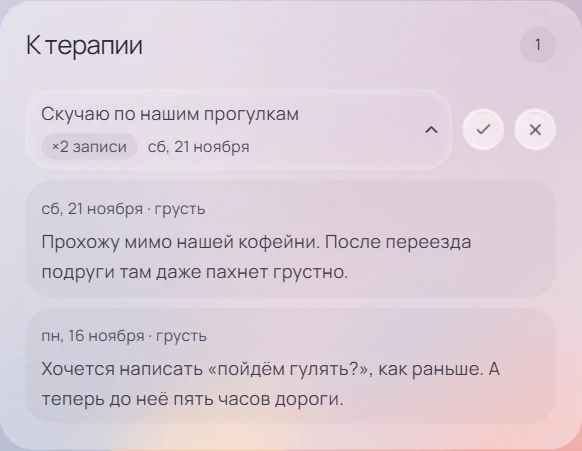 К терапии
1
Скучаю по нашим прогулкам
×2 записи сб, 21 ноября
сб, 21 ноября · грусть
Прохожу мимо нашей кофейни. После переезда
подруги там даже пахнет грустно.
пн, 16 ноября · грусть
Хочется написать «пойдём гулять?», как раньше. А
теперь до неё пять часов дороги.